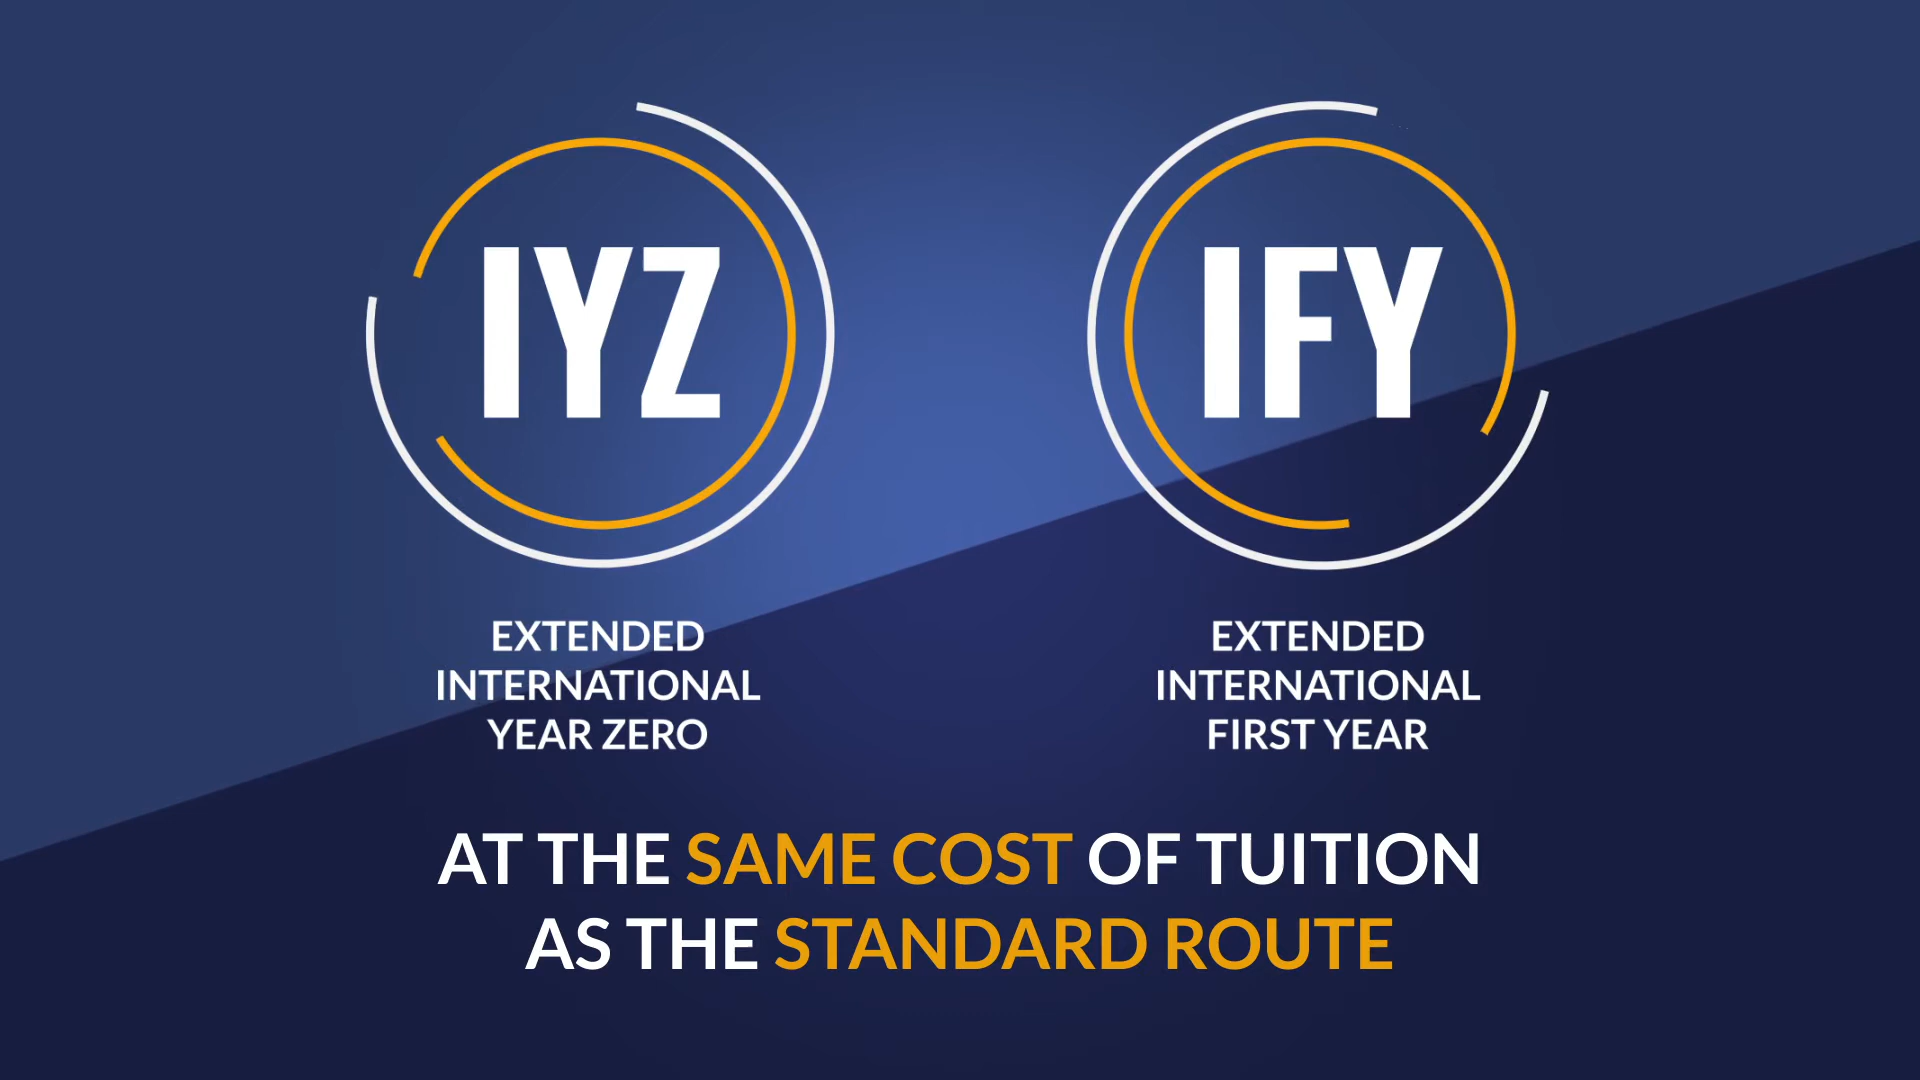 IYZ
EXTENDED
INTERNATIONAL
YEAR ZERO
IFY
EXTENDED
INTERNATIONAL
FIRST YEAR
AT THE SAME COST OF TUITION
AS THE STANDARD ROUTE